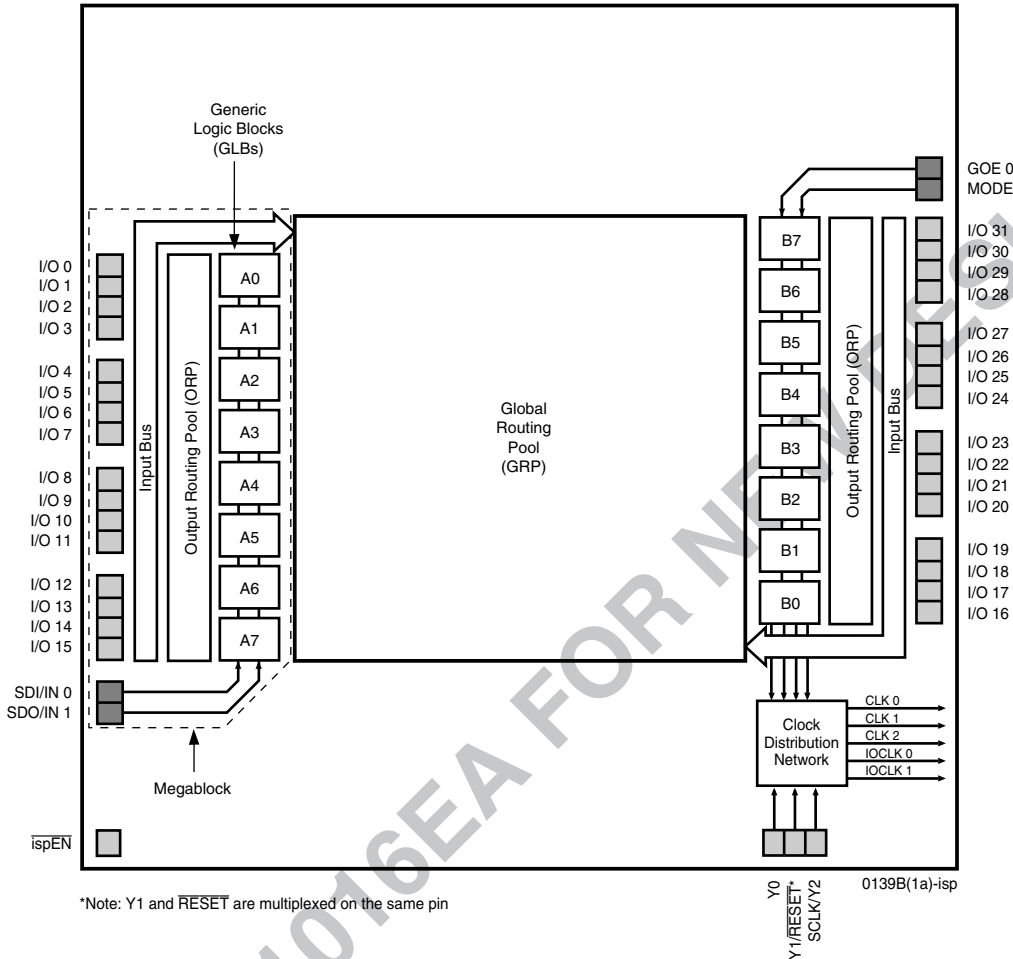 Generic
Logic Blocks
(GLBs)
GOE 0
MODE
I/O 0
I/O 1
I/O 2
I/O 3
I/O 4
I/O 5
I/O 6
I/O 7
I/O 8
I/O 9
I/O 10
I/O 11
I/O 12
I/O 13
I/O 14
I/O 15
SDI/IN 0
SDO/IN 1
Input Bus
Output Routing Pool (ORP)
A0
A1
A2
A3
A4
A5
A6
A7
Megablock
Global
Routing
Pool
(GRP)
B7
B6
B5
B4
B3
B2
B1
B0
Output Routing Pool (ORP)
Input Bus
I/O 31
I/O 30
I/O 29
I/O 28
I/O 27
I/O 26
I/O 25
I/O 24
I/O 23
I/O 22
I/O 21
I/O 20
I/O 19
I/O 18
I/O 17
I/O 16
Clock
Distribution
Network
CLK 0
CLK 1
CLK 2
IOCLK 0
IOCLK 1
ispEN
Y0
Y1/RESET*
SCLK/Y2
0139B(1a)-isp
*Note: Y1 and RESET are multiplexed on the same pin
1016EA FOR NEW DESI